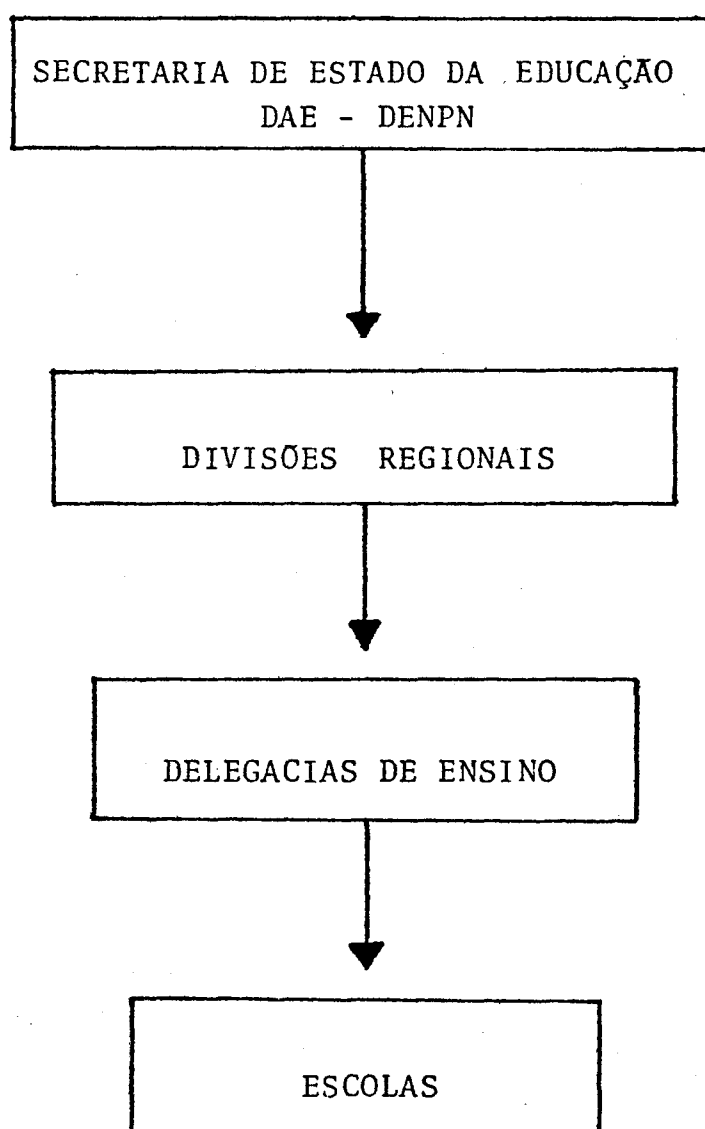 SECRETARIA DE ESTADO DA EDUCAÇÃO
DAE - DENPN
DIVISÕES REGIONAIS
DELEGACIAS DE ENSINO
ESCOLAS